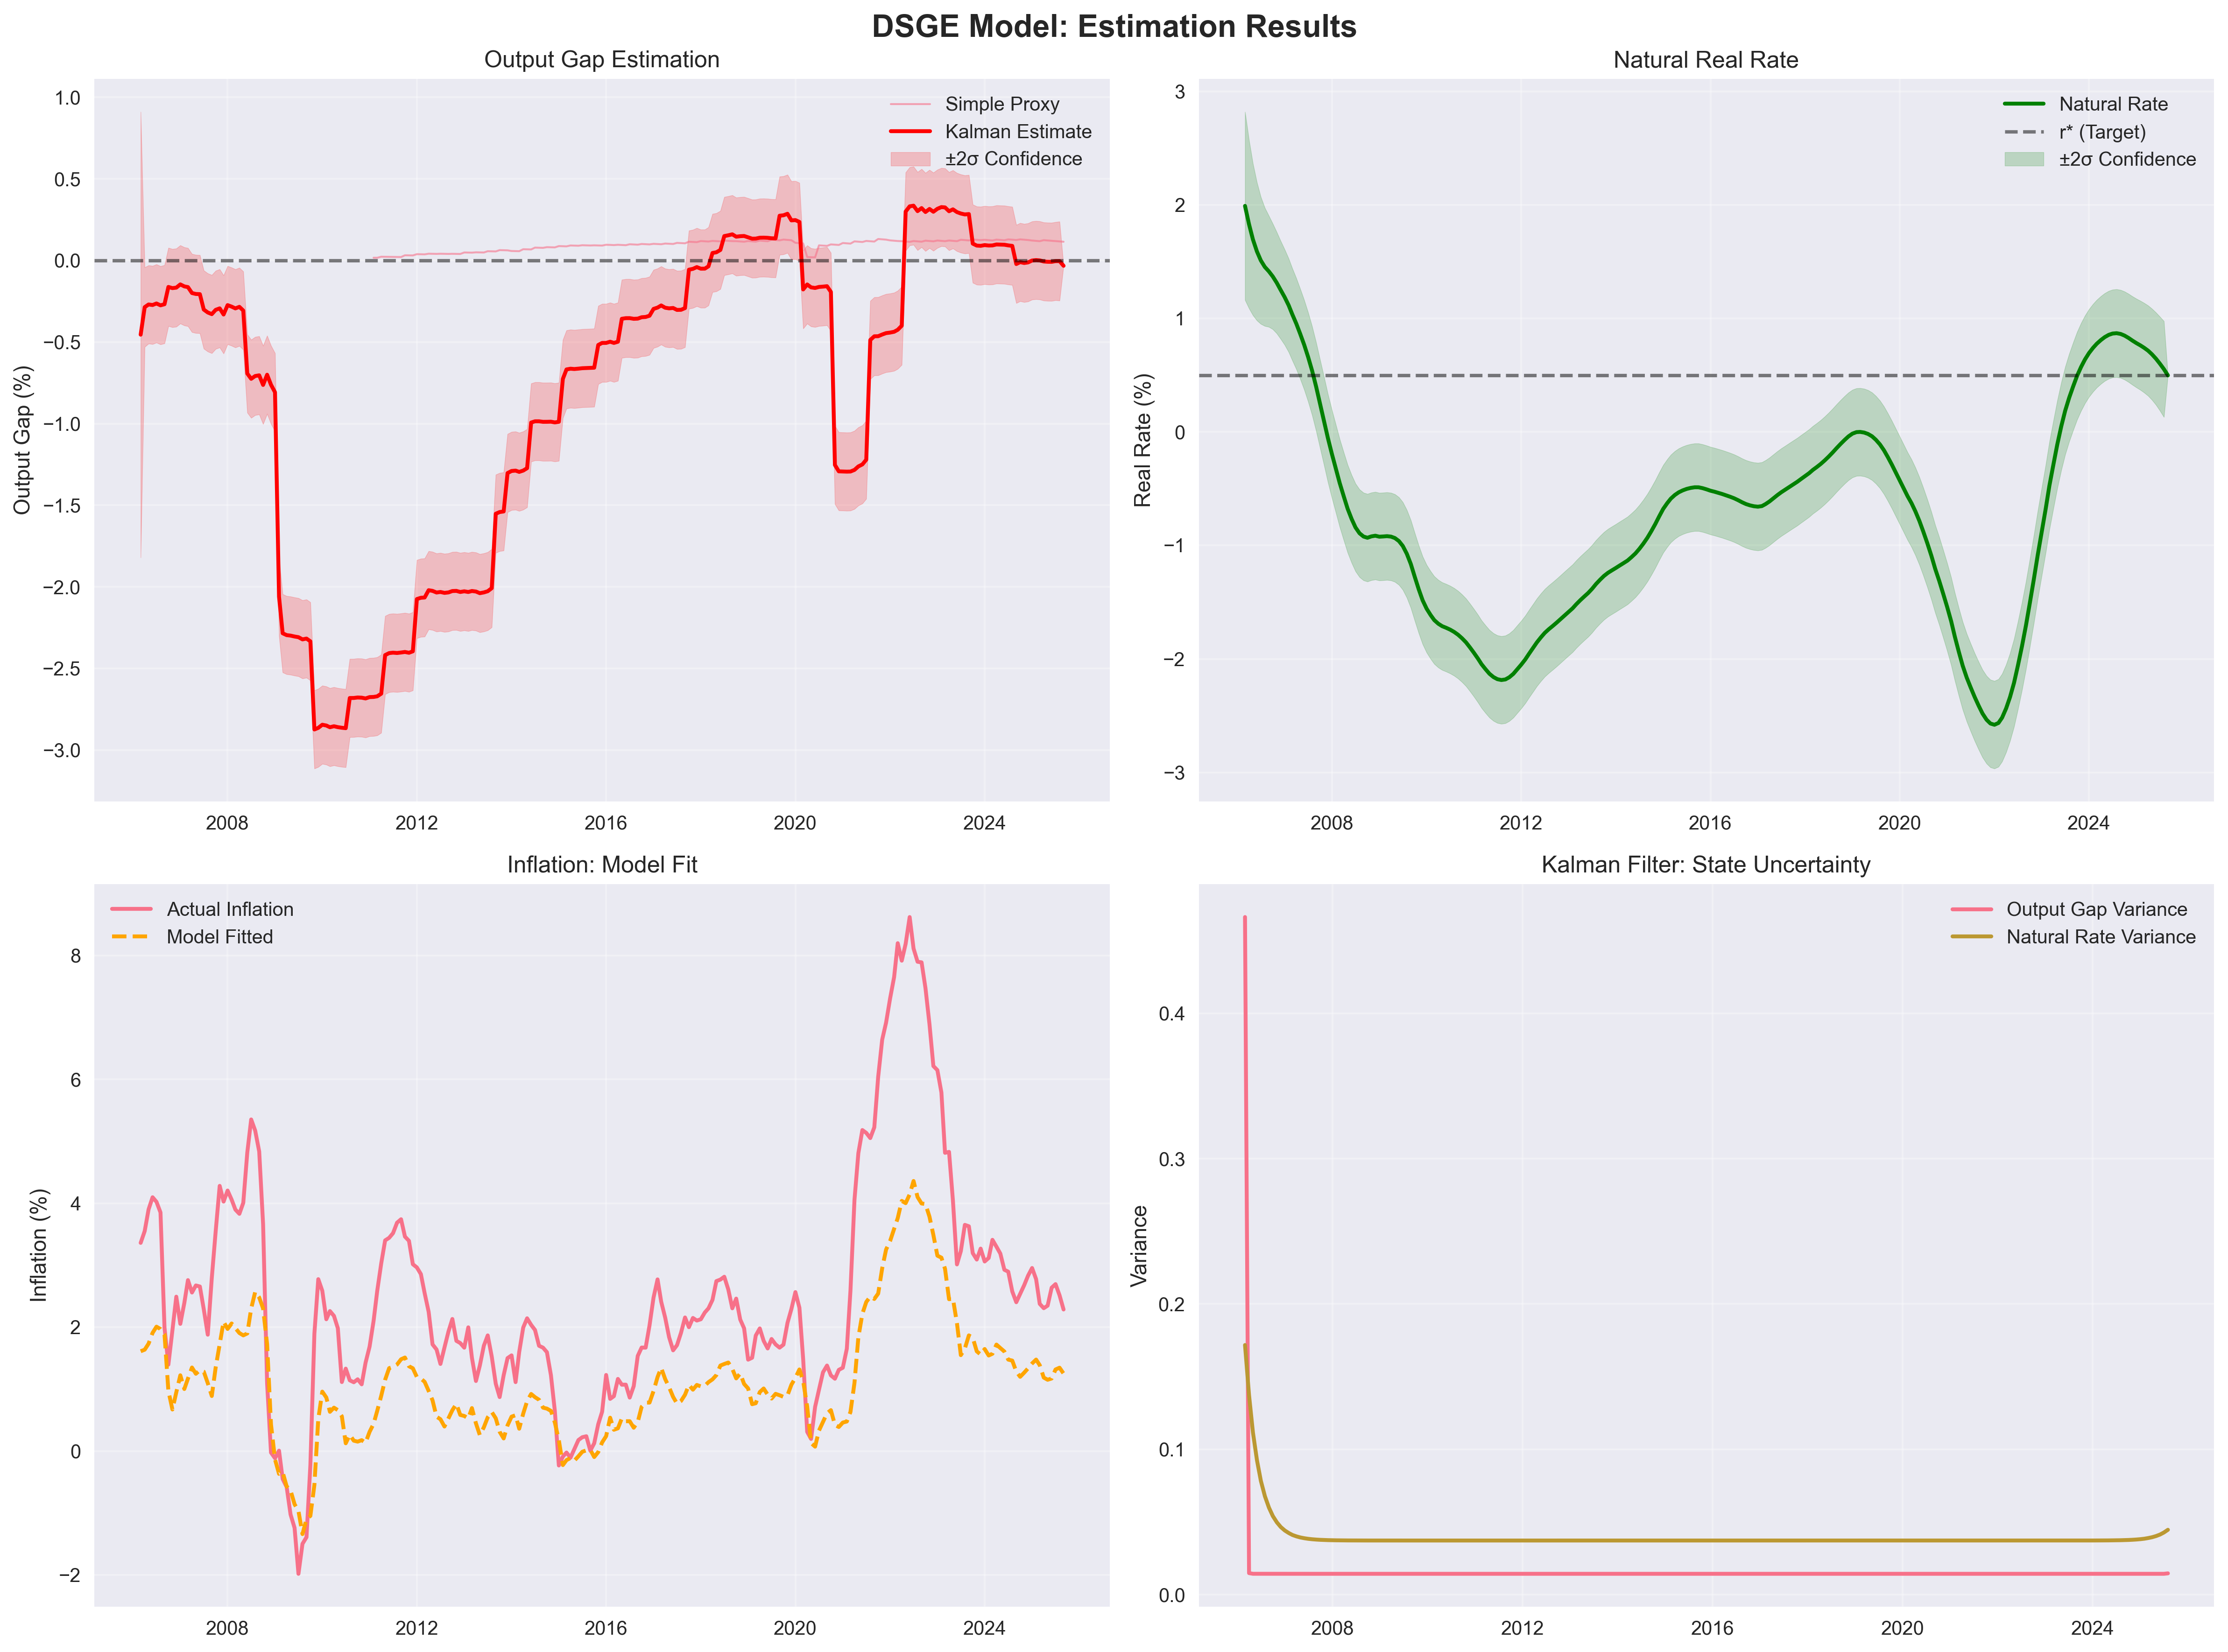 DSGE Model: Estimation Results
Output Gap Estimation
Simple Proxy
Kalman Estimate
±2σ Confidence
Output Gap (%)
1.0
0.5
0.0
−0.5
−1.0
−1.5
−2.0
−2.5
−3.0
2008 2012 2016 2020 2024
Natural Real Rate
Natural Rate
r* (Target)
±2σ Confidence
Real Rate (%)
3
2
1
0
−1
−2
−3
2008 2012 2016 2020 2024
Inflation: Model Fit
Actual Inflation
Model Fitted
Inflation (%)
8
6
4
2
0
−2
2008 2012 2016 2020 2024
Kalman Filter: State Uncertainty
Output Gap Variance
Natural Rate Variance
Variance
0.4
0.3
0.2
0.1
0.0
2008 2012 2016 2020 2024